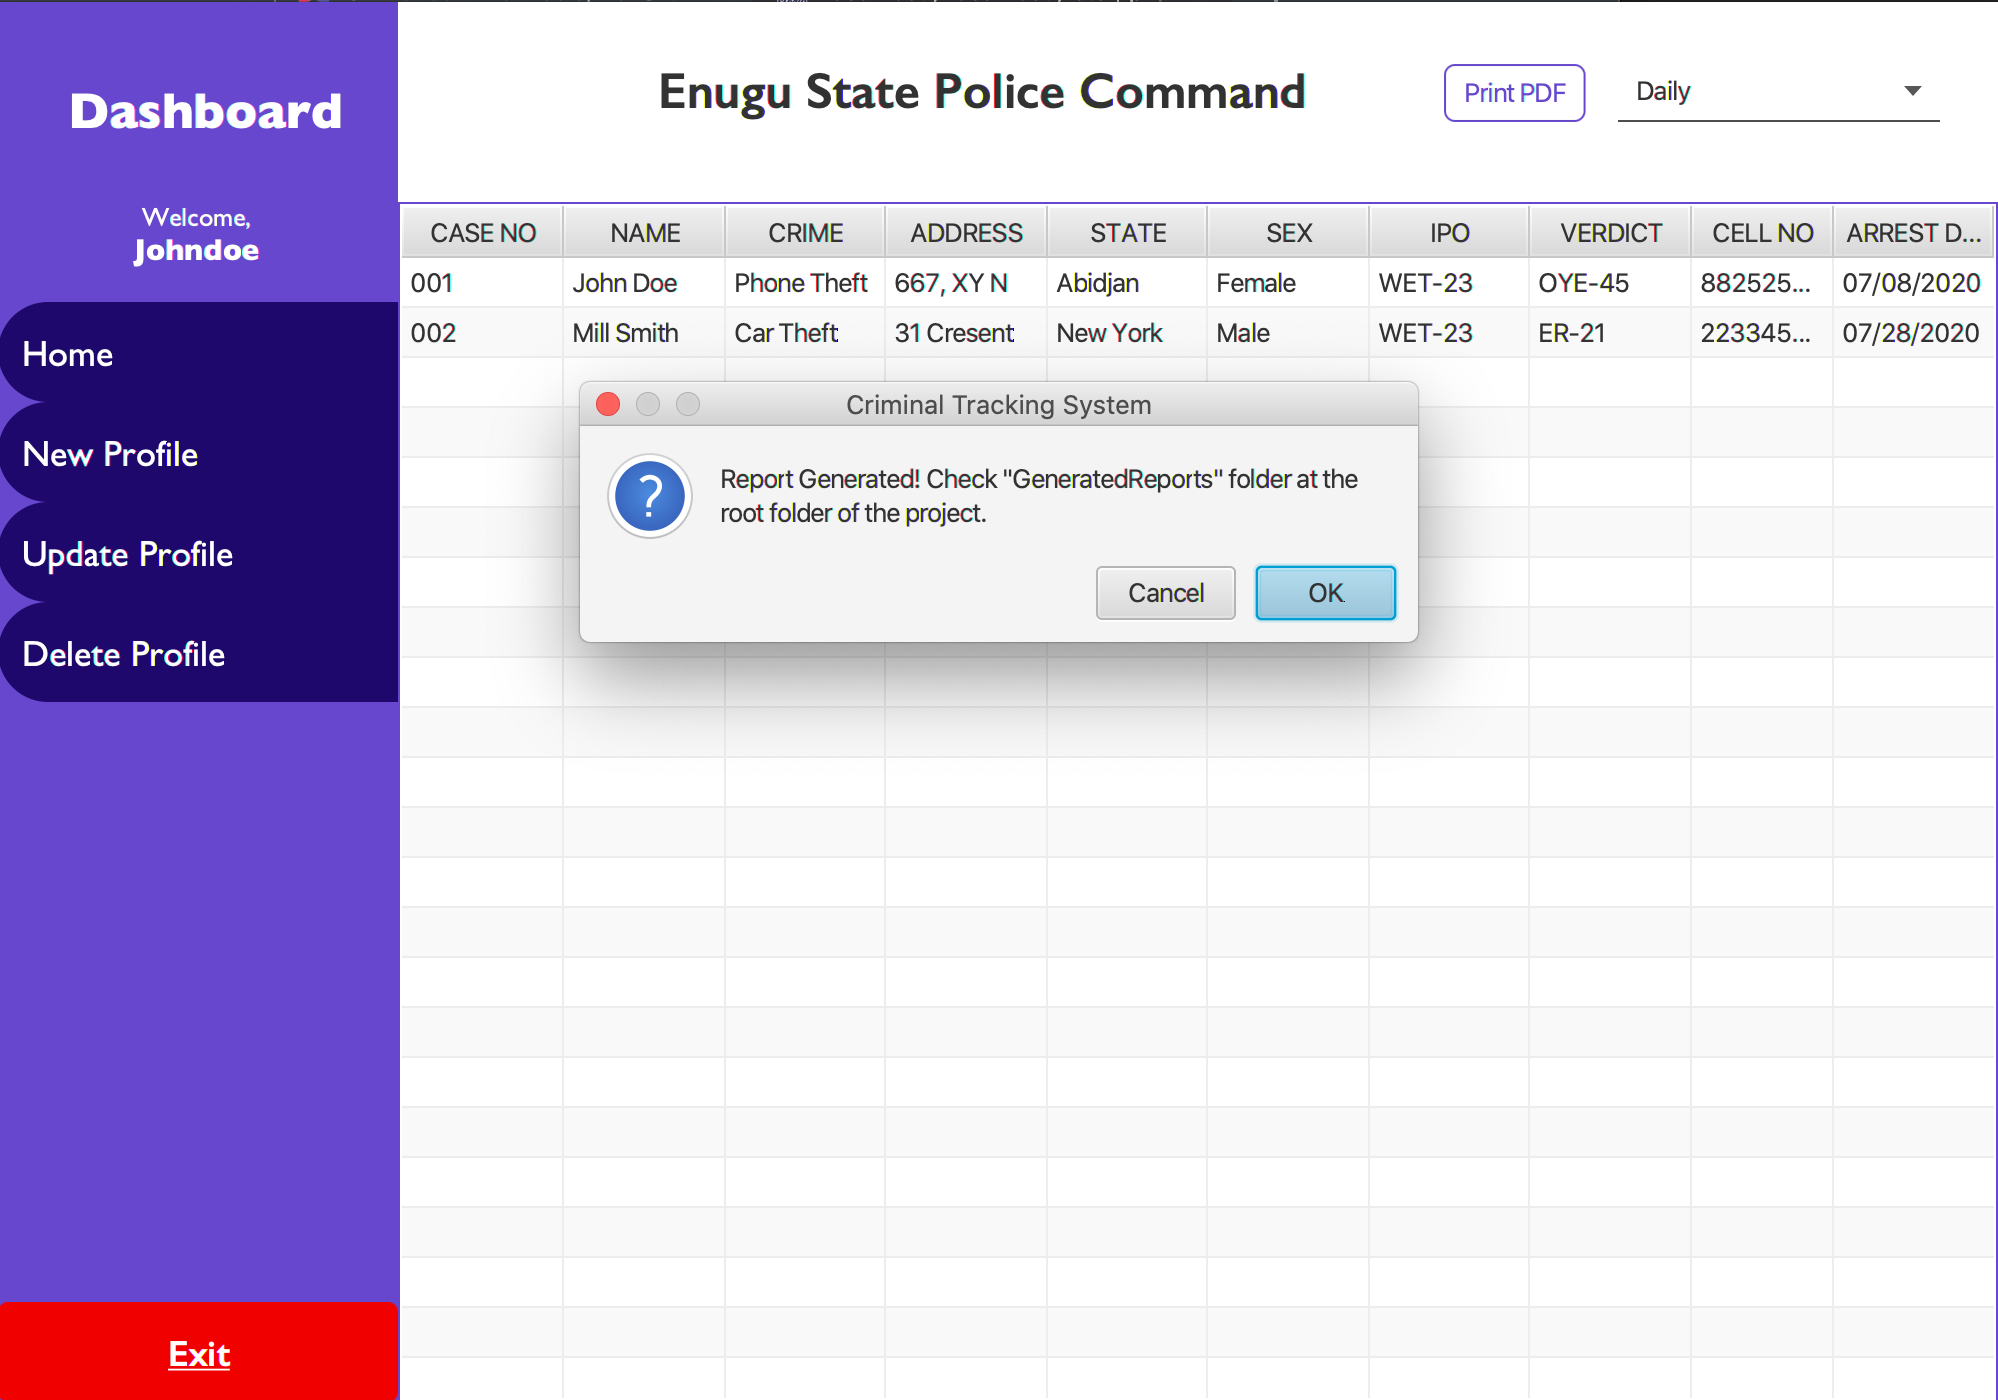 Dashboard
Welcome,
Johndoe
Home
New Profile
Update Profile
Delete Profile
Exit
Enugu State Police Command
Print PDF
Daily
CASE NO NAME CRIME ADDRESS STATE SEX IPO VERDICT CELL NO ARREST D...
001 John Doe Phone Theft 667, XY N Abidjan Female WET-23 OYE-45 882525... 07/08/2020
002 Mill Smith Car Theft 31 Cresent New York Male WET-23 ER-21 223345... 07/28/2020
Criminal Tracking System
?
Report Generated! Check "GeneratedReports" folder at the
root folder of the project.
Cancel OK